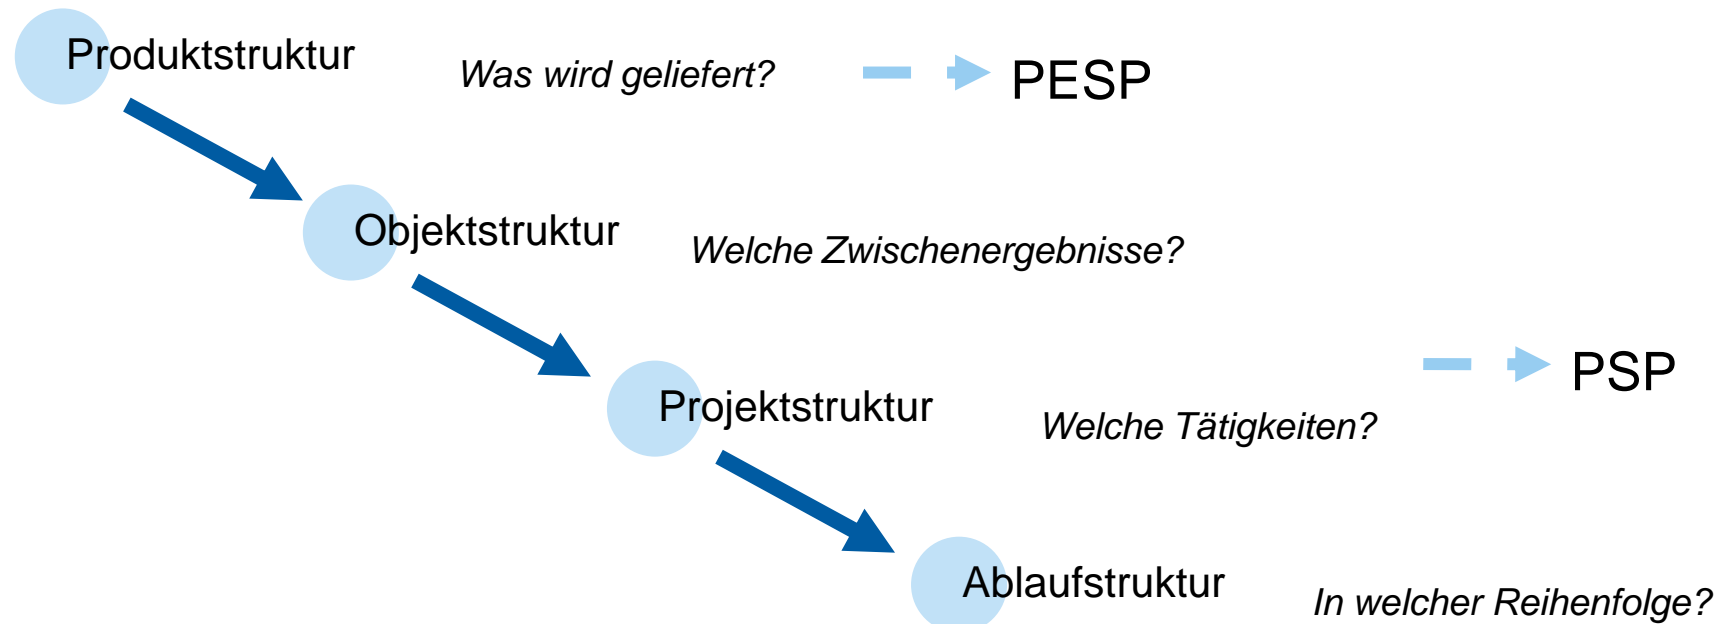 Produktstruktur
Was wird geliefert?
PESP
Objektstruktur
Welche Zwischenergebnisse?
PSP
Projektstruktur
Welche Tätigkeiten?
Ablaufstruktur
In welcher Reihenfolge?